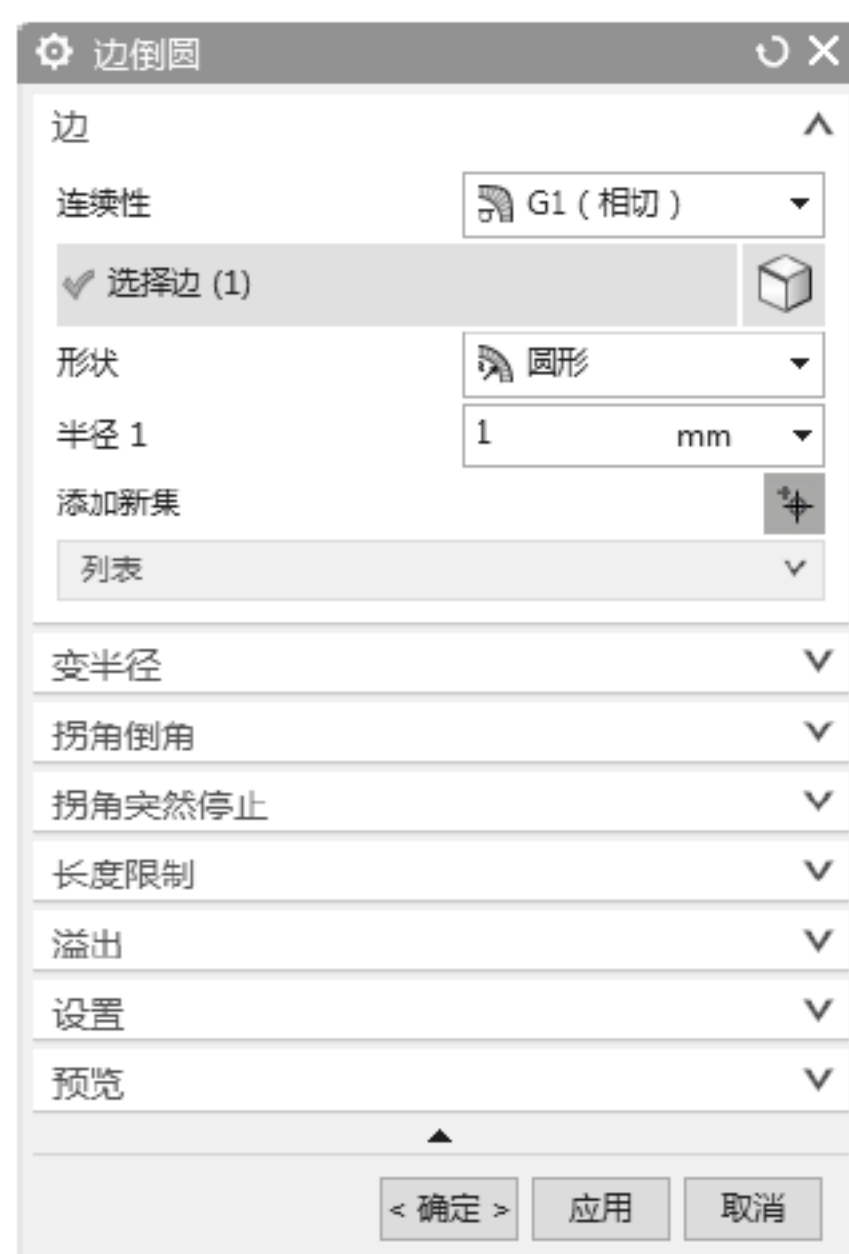 边倒圆
边
连续性 G1（相切）
选择边 (1)
形状 圆形
半径 1 1 mm
添加新集
列表
变半径
拐角倒角
拐角突然停止
长度限制
溢出
设置
预览
< 确定 > 应用 取消